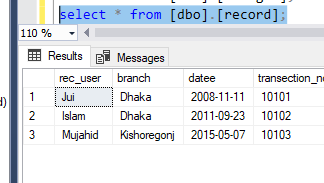 select * from [dbo].[record];
110 %
Results Messages
rec_user branch datee transection_no
1 Jui Dhaka 2008-11-11 10101
2 Islam Dhaka 2011-09-23 10102
3 Mujahid Kishoregonj 2015-05-07 10103